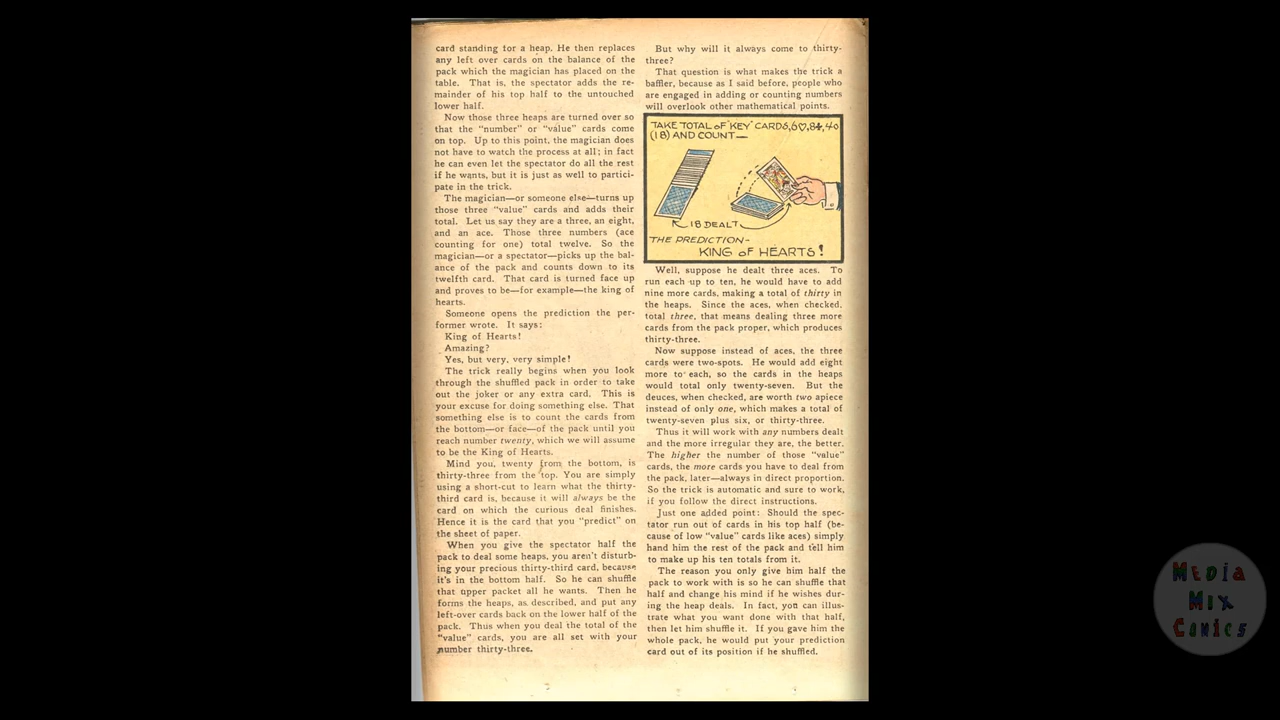 card standing for a heap. He then replaces
any left over cards on the balance of the
pack which the magician has placed on the
table. That is, the spectator adds the re-
mainder of his top half to the untouched
lower half.
Now those three heaps are turned over so
that the "number" or "value" cards come
on top. Up to this point, the magician does
not have to watch the process at all; in fact
he can even let the spectator do all the rest
if he wants, but it is just as well to partici-
pate in the trick.
The magician—or someone else—turns up
those three "value" cards and adds their
total. Let us say they are a three, an eight,
and an ace. Those three numbers (ace
counting for one) total twelve. So the
magician—or a spectator—picks up the bal-
ance of the pack and counts down to its
twelfth card. That card is turned face up
and proves to be—for example—the king of
hearts.
Someone opens the prediction the per-
former wrote. It says:
King of Hearts!
Amazing?
Yes, but very, very simple!
The trick really begins when you look
through the shuffled pack in order to take
out the joker or any extra card. This is
your excuse for doing something else. That
something else is to count the cards from
the bottom—or face—of the pack until you
reach number twenty, which we will assume
to be the King of Hearts.
Mind you, twenty from the bottom, is
thirty-three from the top. You are simply
using a short-cut to learn what the thirty-
third card is, because it will always be the
card on which the curious deal finishes.
Hence it is the card that you "predict" on
the sheet of paper.
When you give the spectator half the
pack to deal some heaps, you aren't disturb-
ing your precious thirty-third card, because
it's in the bottom half. So he can shuffle
that upper packet all he wants. Then he
forms the heaps, as described, and put any
left-over cards back on the lower half of the
pack. Thus when you deal the total of the
"value" cards, you are all set with your
number thirty-three.
But why will it always come to thirty-
three?
That question is what makes the trick a
baffler, because as I said before, people who
are engaged in adding or counting numbers
will overlook other mathematical points.
TAKE TOTAL OF "KEY" CARDS, 6♡, 8♣, 4◇
(18) AND COUNT—
18 DEALT
THE PREDICTION-
KING OF HEARTS!
Well, suppose he dealt three aces. To
run each up to ten, he would have to add
nine more cards, making a total of thirty in
the heaps. Since the aces, when checked,
total three, that means dealing three more
cards from the pack proper, which produces
thirty-three.
Now suppose instead of aces, the three
cards were two-spots. He would add eight
more to each, so the cards in the heaps
would total only twenty-seven. But the
deuces, when checked, are worth two apiece
instead of only one, which makes a total of
twenty-seven plus six, or thirty-three.
Thus it will work with any numbers dealt
and the more irregular they are, the better.
The higher the number of those "value"
cards, the more cards you have to deal from
the pack, later—always in direct proportion.
So the trick is automatic and sure to work,
if you follow the direct instructions.
Just one added point: Should the spec-
tator run out of cards in his top half (be-
cause of low "value" cards like aces) simply
hand him the rest of the pack and tell him
to make up his ten totals from it.
The reason you only give him half the
pack to work with is so he can shuffle that
half and change his mind if he wishes dur-
ing the heap deals. In fact, you can illus-
trate what you want done with that half,
then let him shuffle it. If you gave him the
whole pack, he would put your prediction
card out of its position if he shuffled.
Media
Mix
Comics